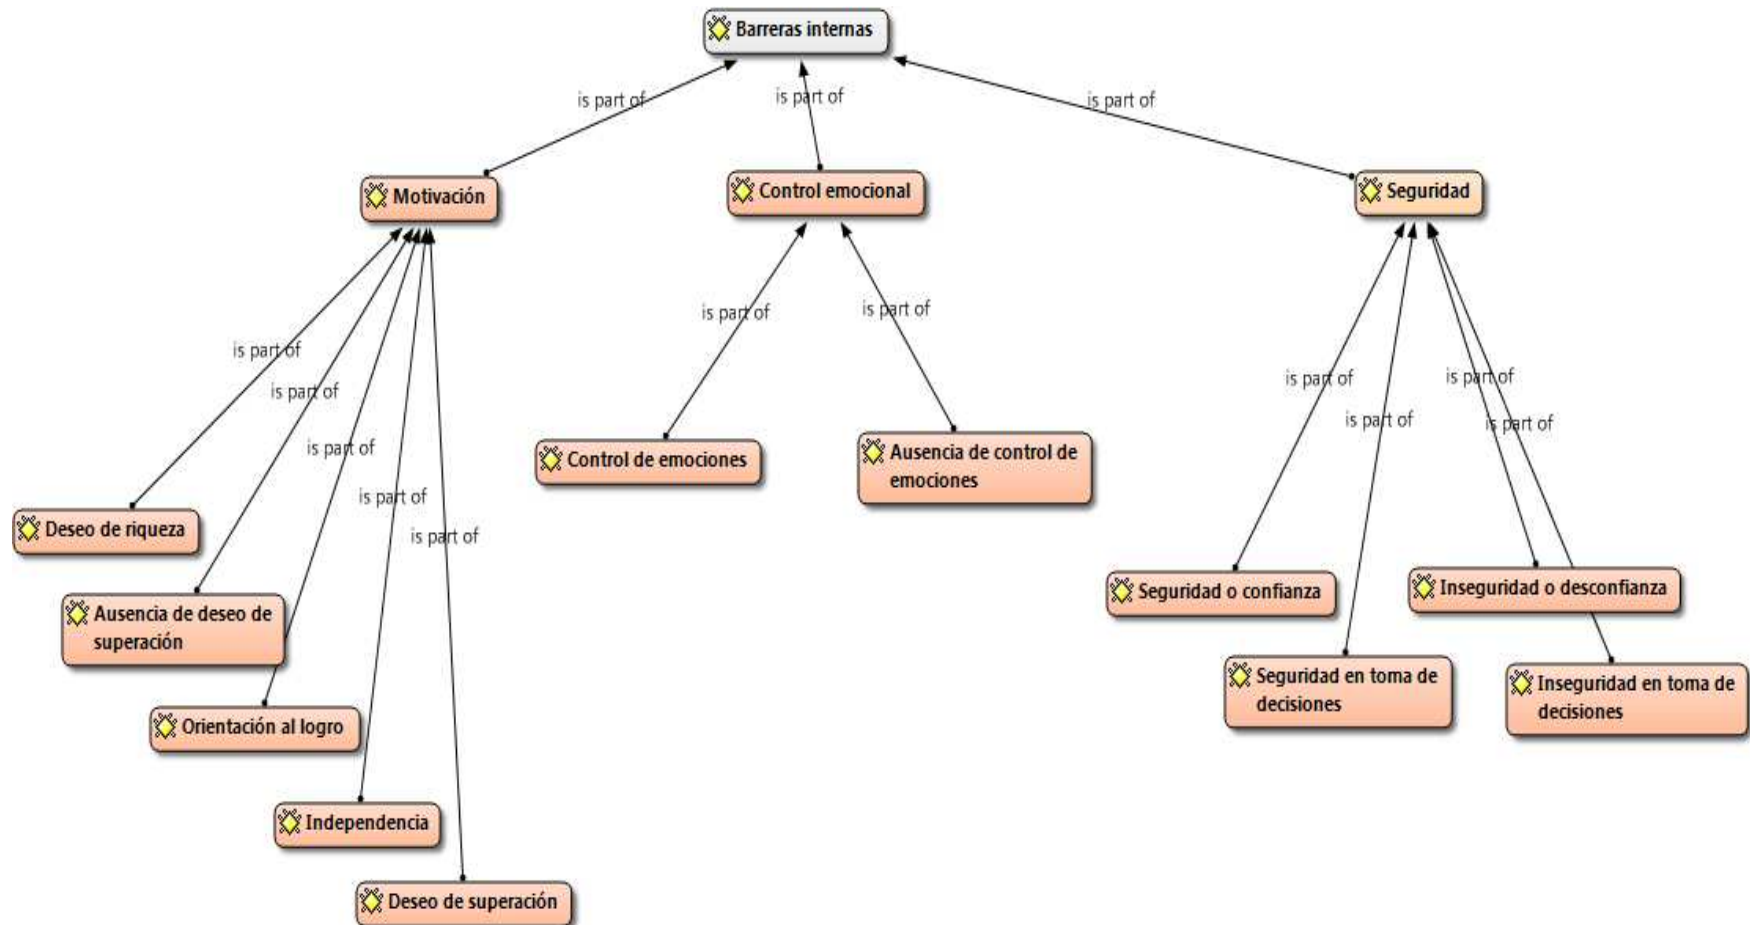 Barreras internas
is part of
is part of
is part of
Motivación
Control emocional
Seguridad
is part of
is part of
is part of
is part of
is part of
is part of
is part of
is part of
is part of
is part of
is part of
Control de emociones
Ausencia de control de
emociones
Deseo de riqueza
Ausencia de deseo de
superación
Orientación al logro
Independencia
Deseo de superación
Seguridad o confianza
Inseguridad o desconfianza
Seguridad en toma de
decisiones
Inseguridad en toma de
decisiones